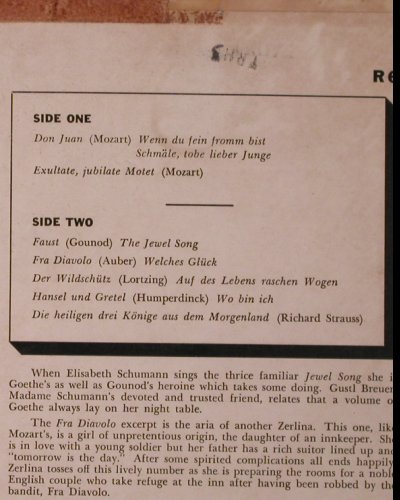 Re
SIDE ONE
Don Juan (Mozart) Wenn du fein fromm bist
Schmäle, tobe lieber Junge
Exultate, jubilate Motet (Mozart)
SIDE TWO
Faust (Gounod) The Jewel Song
Fra Diavolo (Auber) Welches Glück
Der Wildschütz (Lortzing) Auf des Lebens raschen Wogen
Hansel und Gretel (Humperdinck) Wo bin ich
Die heiligen drei Könige aus dem Morgenland (Richard Strauss)
When Elisabeth Schumann sings the thrice familiar Jewel Song she i
Goethe's as well as Gounod's heroine which takes some doing. Gustl Breuer
Madame Schumann's devoted and trusted friend, relates that a volume o
Goethe always lay on her night table.
The Fra Diavolo excerpt is the aria of another Zerlina. This one, like
Mozart's, is a girl of unpretentious origin, the daughter of an innkeeper. She
is in love with a young soldier but her father has a rich suitor lined up and
"tomorrow is the day." After some spirited complications all ends happily
Zerlina tosses off this lively number as she is preparing the rooms for a noble
English couple who take refuge at the inn after having been robbed by the
bandit, Fra Diavolo.